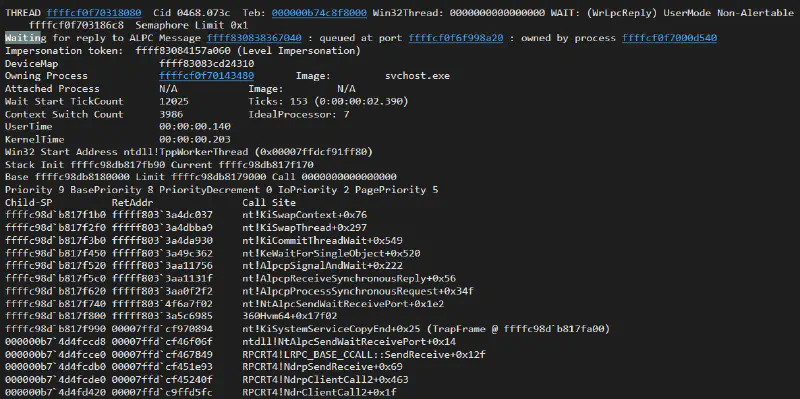 THREAD ffffcf0f70318080  Cid 0468.073c  Teb: 000000b74c8f8000 Win32Thread: 0000000000000000 WAIT: (WrLpcReply) UserMode Non-Alertable
    ffffcf0f703186c8  Semaphore Limit 0x1
Waiting for reply to ALPC Message ffff830838367040 : queued at port ffffcf0f6f998a20 : owned by process ffffcf0f7000d540
Impersonation token:  ffff83084157a060 (Level Impersonation)
DeviceMap                 ffff83083cd24310
Owning Process            ffffcf0f70143480       Image:         svchost.exe
Attached Process          N/A            Image:         N/A
Wait Start TickCount      12025          Ticks: 153 (0:00:00:02.390)
Context Switch Count      3986           IdealProcessor: 7
UserTime                  00:00:00.140
KernelTime                00:00:00.203
Win32 Start Address ntdll!TppWorkerThread (0x00007ffdcf91ff80)
Stack Init ffffc98db817fb90 Current ffffc98db817f170
Base ffffc98db8180000 Limit ffffc98db8179000 Call 0000000000000000
Priority 9 BasePriority 8 PriorityDecrement 0 IoPriority 2 PagePriority 5
Child-SP          RetAddr               Call Site
ffffc98d`b817f1b0 fffff803`3a4dc037     nt!KiSwapContext+0x76
ffffc98d`b817f2f0 fffff803`3a4dbba9     nt!KiSwapThread+0x297
ffffc98d`b817f3b0 fffff803`3a4da930     nt!KiCommitThreadWait+0x549
ffffc98d`b817f450 fffff803`3a49c362     nt!KeWaitForSingleObject+0x520
ffffc98d`b817f520 fffff803`3aa11756     nt!AlpcpSignalAndWait+0x222
ffffc98d`b817f5c0 fffff803`3aa1131f     nt!AlpcpReceiveSynchronousReply+0x56
ffffc98d`b817f620 fffff803`3aa0f2f2     nt!AlpcpProcessSynchronousRequest+0x34f
ffffc98d`b817f740 fffff803`4f6a7f02     nt!NtAlpcSendWaitReceivePort+0x1e2
ffffc98d`b817f800 fffff803`3a5c6985     360Hvm64+0x17f02
ffffc98d`b817f990 00007ffd`cf970894     nt!KiSystemServiceCopyEnd+0x25 (TrapFrame @ ffffc98d`b817fa00)
000000b7`4d4fccd8 00007ffd`cf46f06f     ntdll!NtAlpcSendWaitReceivePort+0x14
000000b7`4d4fcce0 00007ffd`cf467849     RPCRT4!LRPC_BASE_CCALL::SendReceive+0x12f
000000b7`4d4fcdb0 00007ffd`cf451e93     RPCRT4!NdrpSendReceive+0x69
000000b7`4d4fcde0 00007ffd`cf45240f     RPCRT4!NdrpClientCall2+0x463
000000b7`4d4fd420 00007ffd`c9ffd5fc     RPCRT4!NdrClientCall2+0x1f